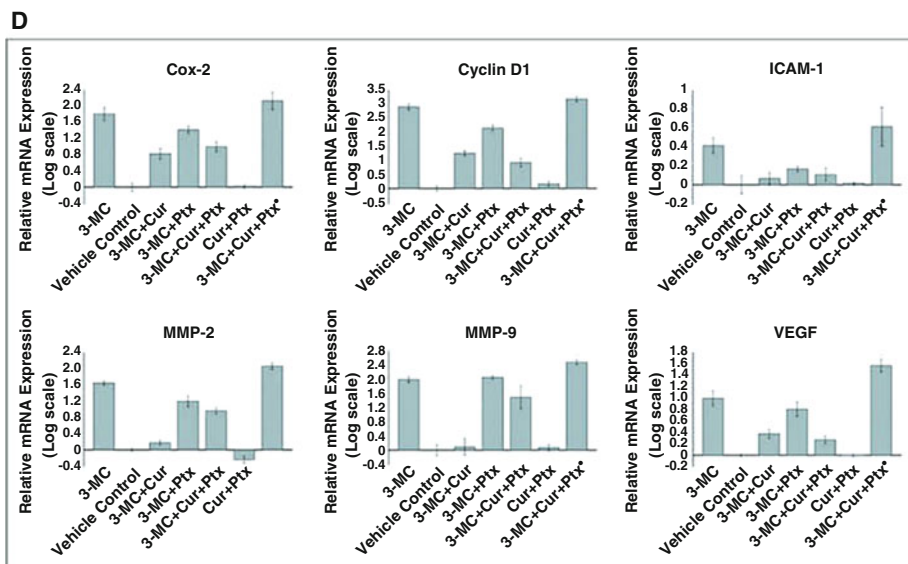 D
Cox-2
Relative mRNA Expression
(Log scale)
2.4
2.0
1.6
1.2
0.8
0.4
0
-0.4
3-MC
Vehicle Control
3-MC+Cur
3-MC+Ptx
3-MC+Cur+Ptx
Cur+Ptx
3-MC+Cur+Ptx•
Cyclin D1
Relative mRNA Expression
(Log scale)
3.5
3
2.5
2
1.5
1
0.5
0
-0.5
3-MC
Vehicle Control
3-MC+Cur
3-MC+Ptx
3-MC+Cur+Ptx
Cur+Ptx
3-MC+Cur+Ptx•
ICAM-1
Relative mRNA Expression
(Log scale)
1
0.8
0.6
0.4
0.2
0
-0.2
3-MC
Vehicle Control
3-MC+Cur
3-MC+Ptx
3-MC+Cur+Ptx
Cur+Ptx
3-MC+Cur+Ptx•
MMP-2
Relative mRNA Expression
(Log scale)
2.4
2.0
1.6
1.2
0.8
0.4
0
-0.4
3-MC
Vehicle Control
3-MC+Cur
3-MC+Ptx
3-MC+Cur+Ptx
Cur+Ptx
MMP-9
Relative mRNA Expression
(Log scale)
2.8
2.4
2.0
1.6
1.2
0.8
0.4
0
-0.4
3-MC
Vehicle Control
3-MC+Cur
3-MC+Ptx
3-MC+Cur+Ptx
Cur+Ptx
3-MC+Cur+Ptx•
VEGF
Relative mRNA Expression
(Log scale)
1.8
1.6
1.4
1.2
1.0
0.8
0.6
0.4
0.2
0
-0.2
3-MC
Vehicle Control
3-MC+Cur
3-MC+Ptx
3-MC+Cur+Ptx
Cur+Ptx
3-MC+Cur+Ptx•